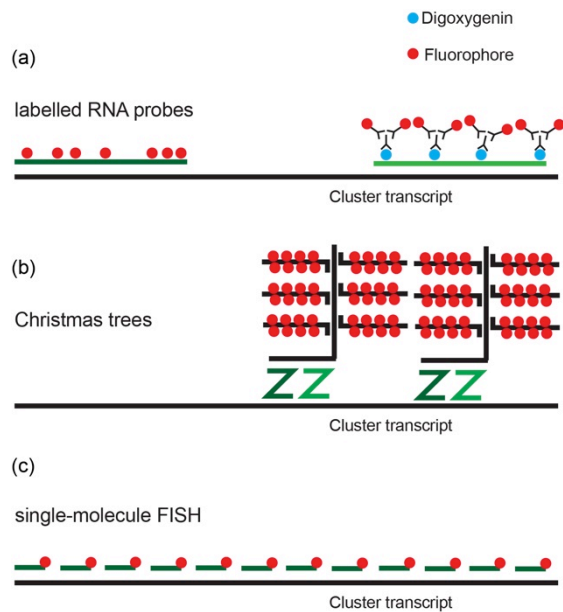 Digoxygenin
(a)
Fluorophore
labelled RNA probes
Cluster transcript
(b)
Christmas trees
Cluster transcript
(c)
single-molecule FISH
Cluster transcript